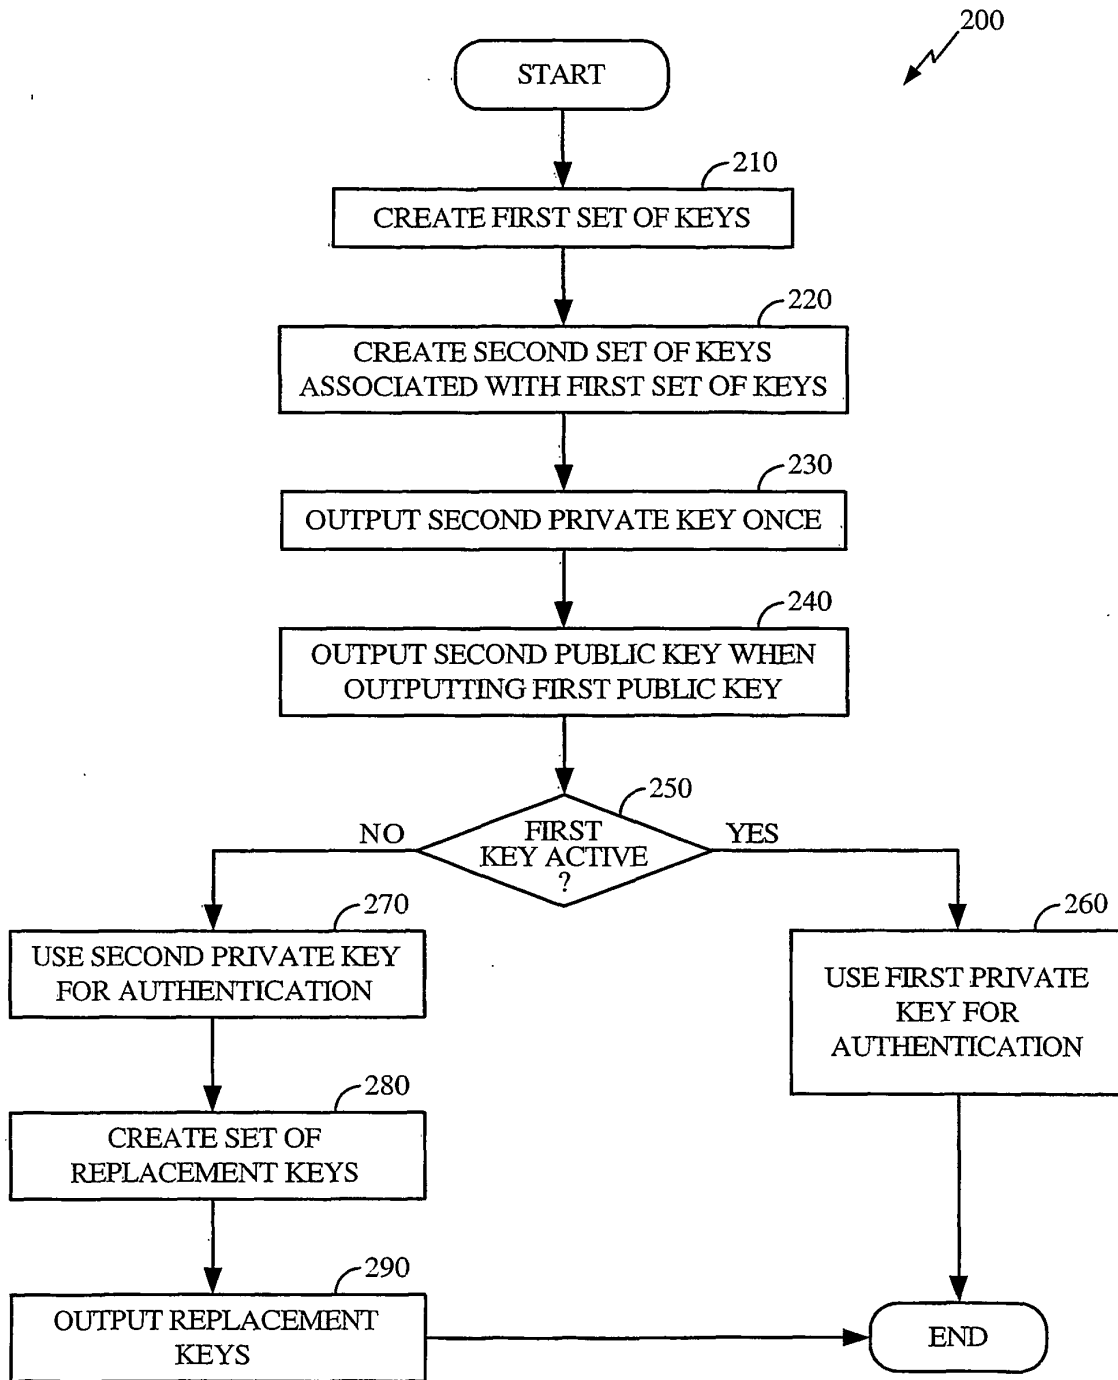 200
START
210
CREATE FIRST SET OF KEYS
220
CREATE SECOND SET OF KEYS
ASSOCIATED WITH FIRST SET OF KEYS
230
OUTPUT SECOND PRIVATE KEY ONCE
240
OUTPUT SECOND PUBLIC KEY WHEN
OUTPUTTING FIRST PUBLIC KEY
250
NO
FIRST
KEY ACTIVE
?
YES
270
USE SECOND PRIVATE KEY
FOR AUTHENTICATION
260
USE FIRST PRIVATE
KEY FOR
AUTHENTICATION
280
CREATE SET OF
REPLACEMENT KEYS
290
OUTPUT REPLACEMENT
KEYS
END